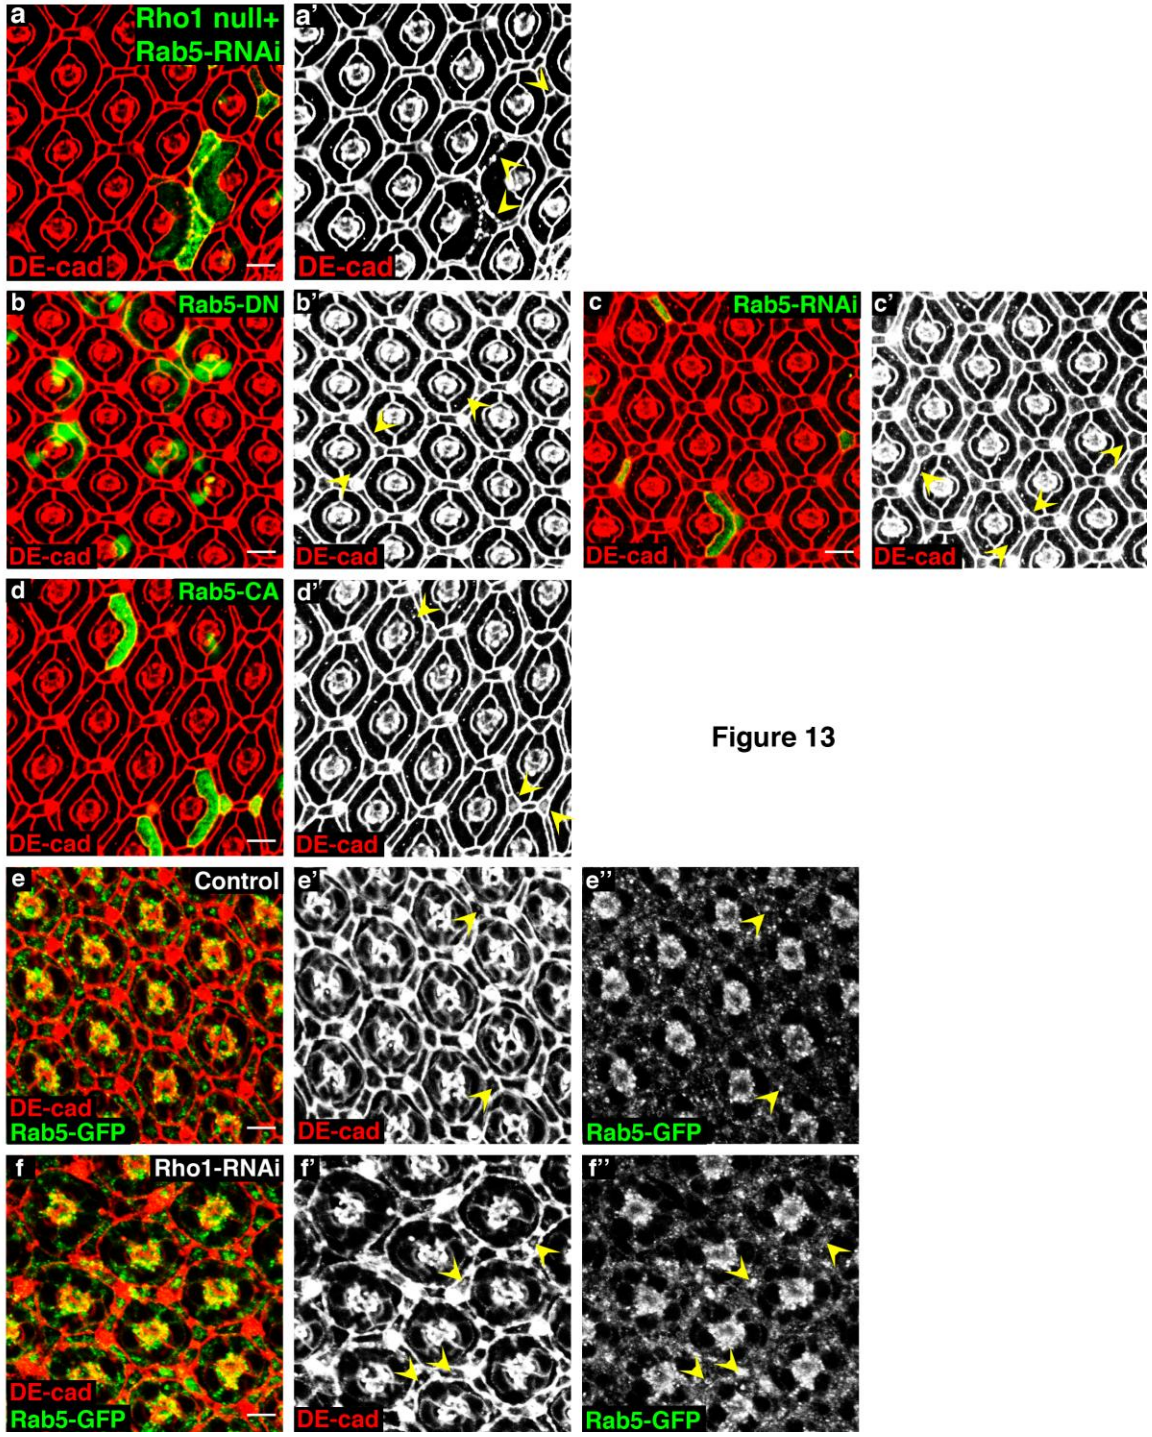 a
Rho1 null+
Rab5-RNAi
DE-cad
a'
DE-cad
b
Rab5-DN
DE-cad
b'
DE-cad
c
Rab5-RNAi
DE-cad
c'
DE-cad
d
Rab5-CA
DE-cad
d'
DE-cad
Figure 13
e
Control
DE-cad
Rab5-GFP
e'
DE-cad
e''
Rab5-GFP
f
Rho1-RNAi
DE-cad
Rab5-GFP
f'
DE-cad
f''
Rab5-GFP